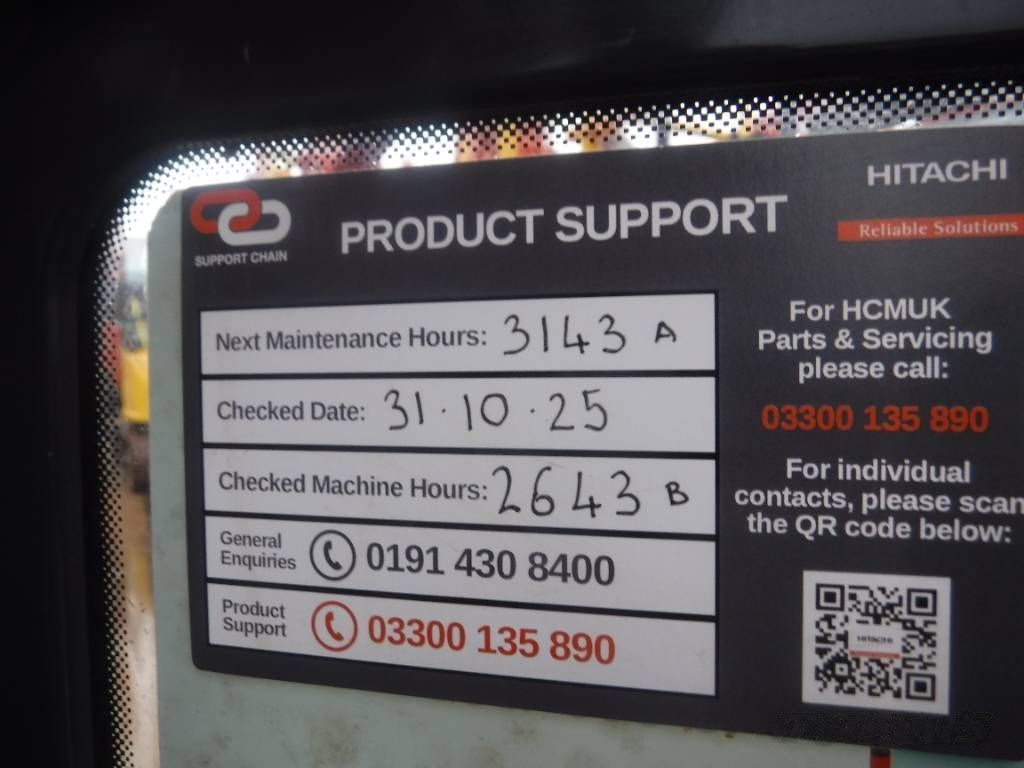 SUPPORT CHAIN
PRODUCT SUPPORT
HITACHI
Reliable Solutions
Next Maintenance Hours: 3143 A
Checked Date: 31.10.25
Checked Machine Hours: 2643 B
General
Enquiries
0191 430 8400
Product
Support
03300 135 890
For HCMUK
Parts & Servicing
please call:
03300 135 890
For individual
contacts, please scan
the QR code below:
HITACHI